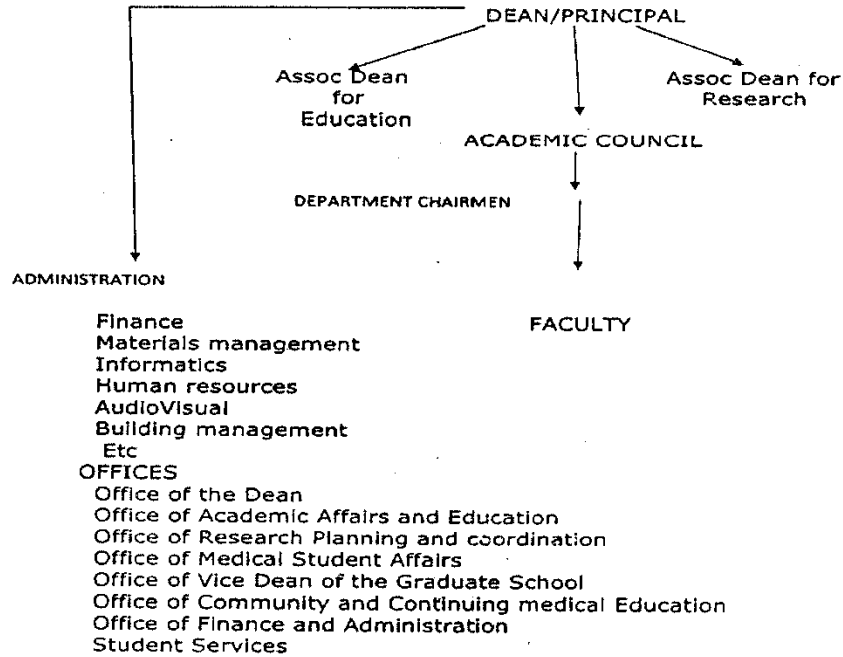 DEAN/PRINCIPAL
Assoc Dean
for
Education
Assoc Dean for
Research
ACADEMIC COUNCIL
DEPARTMENT CHAIRMEN
ADMINISTRATION
Finance
Materials management
Informatics
Human resources
AudioVisual
Building management
Etc
FACULTY
OFFICES
Office of the Dean
Office of Academic Affairs and Education
Office of Research Planning and coordination
Office of Medical Student Affairs
Office of Vice Dean of the Graduate School
Office of Community and Continuing medical Education
Office of Finance and Administration
Student Services